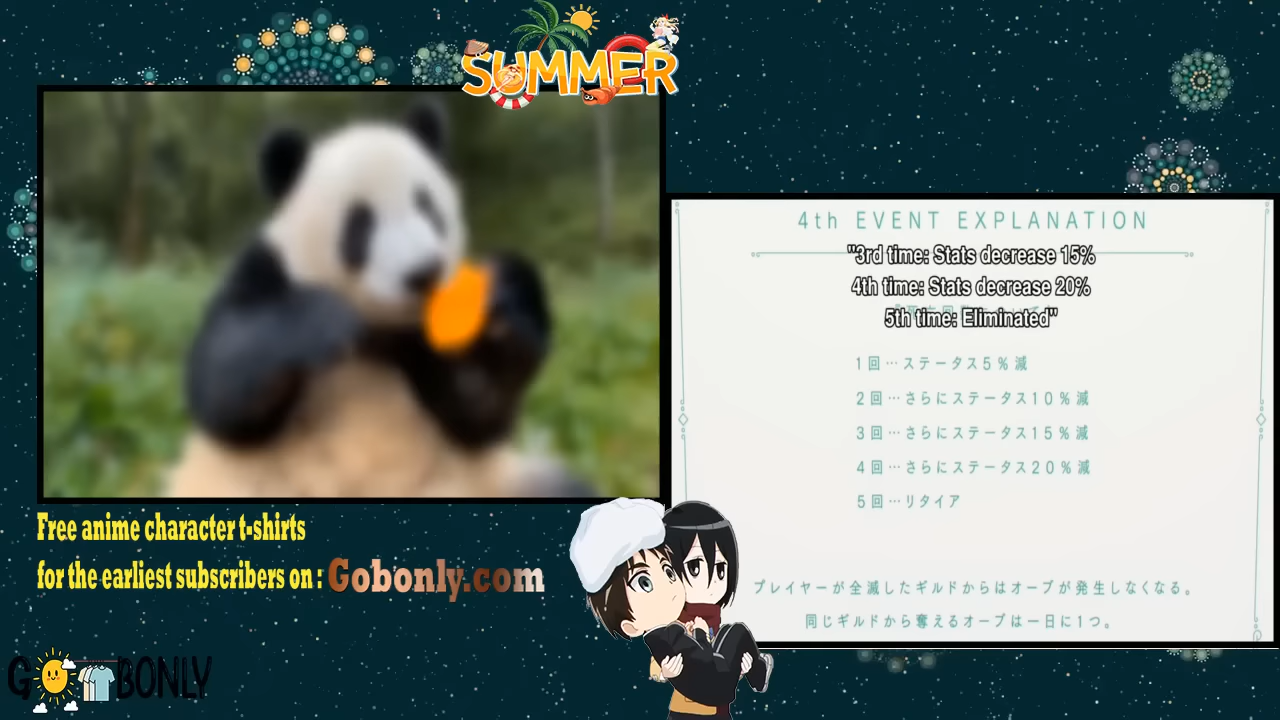 SUMMER
4th EVENT EXPLANATION
"3rd time: Stats decrease 15%
4th time: Stats decrease 20%
5th time: Eliminated"
1回…ステータス5%減
2回…さらにステータス10%減
3回…さらにステータス15%減
4回…さらにステータス20%減
5回…リタイア
プレイヤーが全滅したギルドからはオーブが発生しなくなる。
同じギルドから奪えるオーブは一日に1つ。
Free anime character t-shirts
for the earliest subscribers on : Gobonly.com
GOBONLY